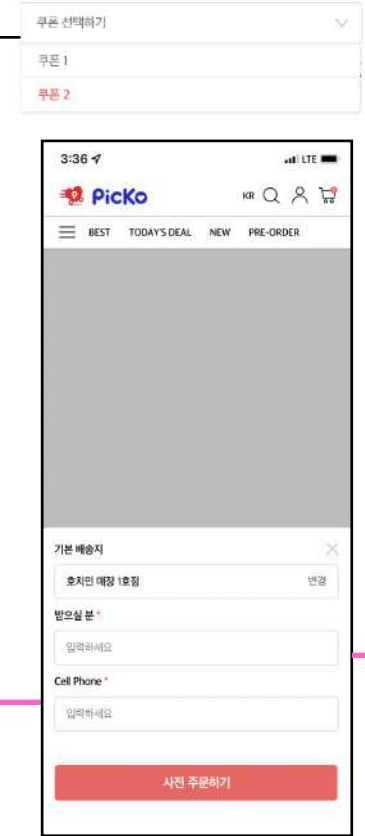 쿠폰 선택하기
쿠폰 1
쿠폰 2
3:36 LTE
PicKo KR
BEST TODAY'S DEAL NEW PRE-ORDER
기본 배송지
호치민 매장 1호점 변경
받으실 분 *
입력하세요
Cell Phone *
입력하세요
사전 주문하기